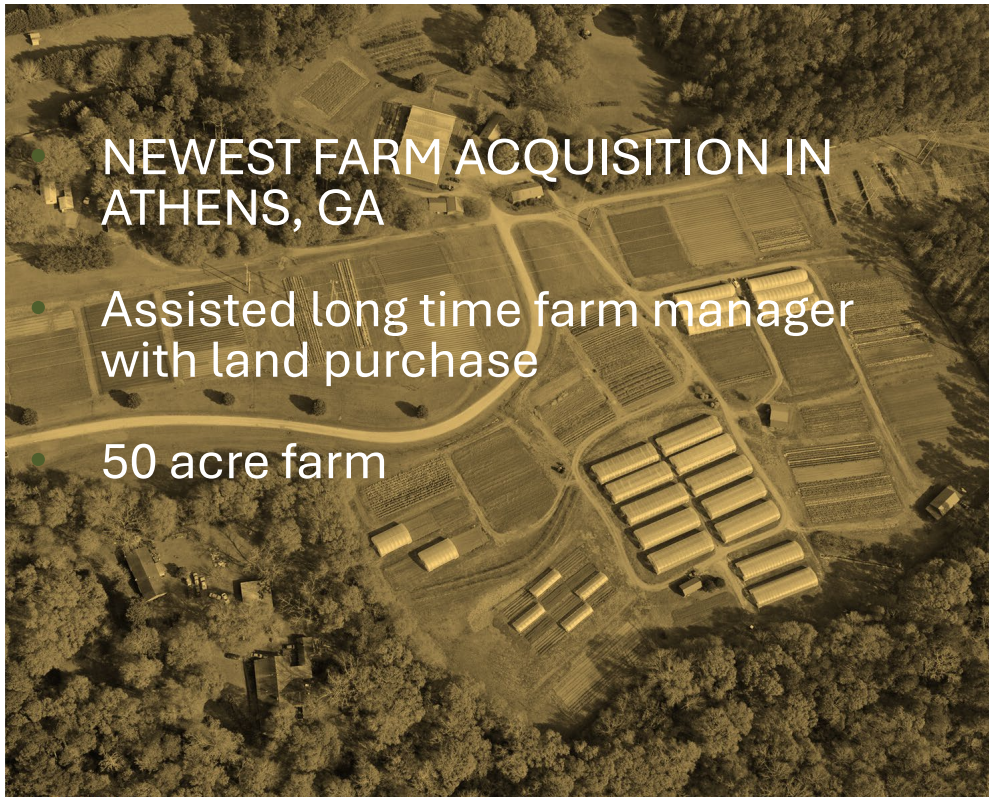 NEWEST FARM ACQUISITION IN
ATHENS, GA
Assisted long time farm manager
with land purchase
50 acre farm